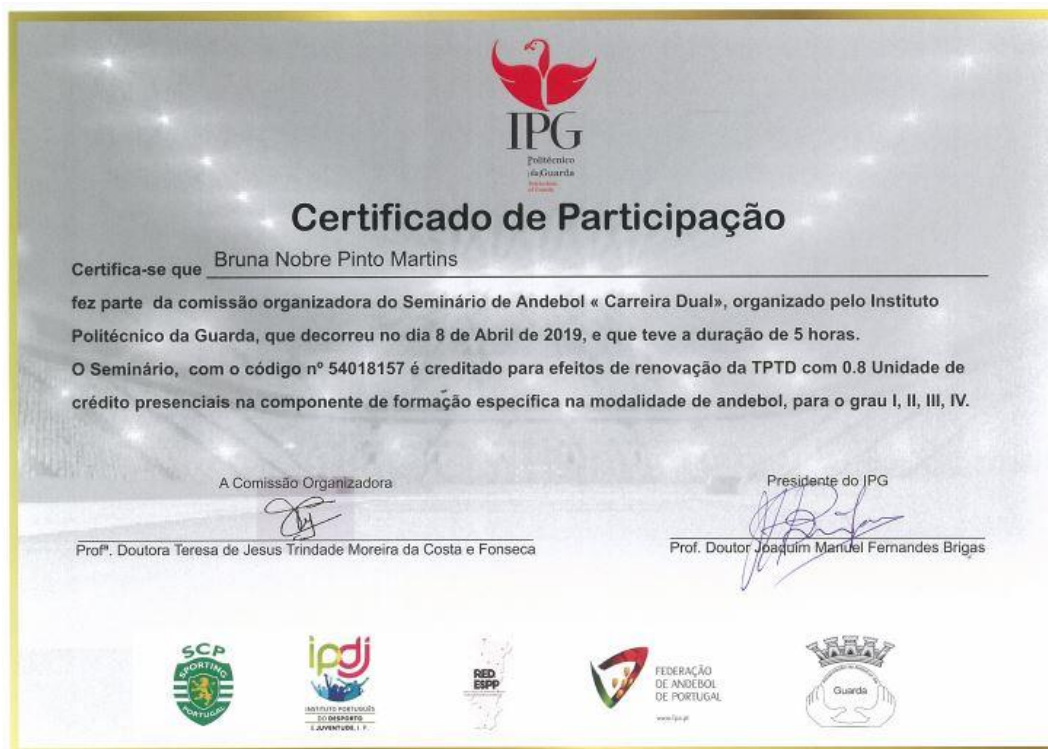 IPG
Politécnico
da Guarda
Polytechnic
of Guarda
Certificado de Participação
Certifica-se que Bruna Nobre Pinto Martins
fez parte da comissão organizadora do Seminário de Andebol « Carreira Dual», organizado pelo Instituto
Politécnico da Guarda, que decorreu no dia 8 de Abril de 2019, e que teve a duração de 5 horas.
O Seminário, com o código nº 54018157 é creditado para efeitos de renovação da TPTD com 0.8 Unidade de
crédito presenciais na componente de formação específica na modalidade de andebol, para o grau I, II, III, IV.
A Comissão Organizadora
Presidente do IPG
Profª. Doutora Teresa de Jesus Trindade Moreira da Costa e Fonseca
Prof. Doutor Joaquim Manuel Fernandes Brigas
SCP
SPORTING
PORTUGAL
ipdj
INSTITUTO PORTUGUÊS
DO DESPORTO
E JUVENTUDE, I. P.
RED
ESPP
FEDERAÇÃO
DE ANDEBOL
DE PORTUGAL
www.fpa.pt
Guarda